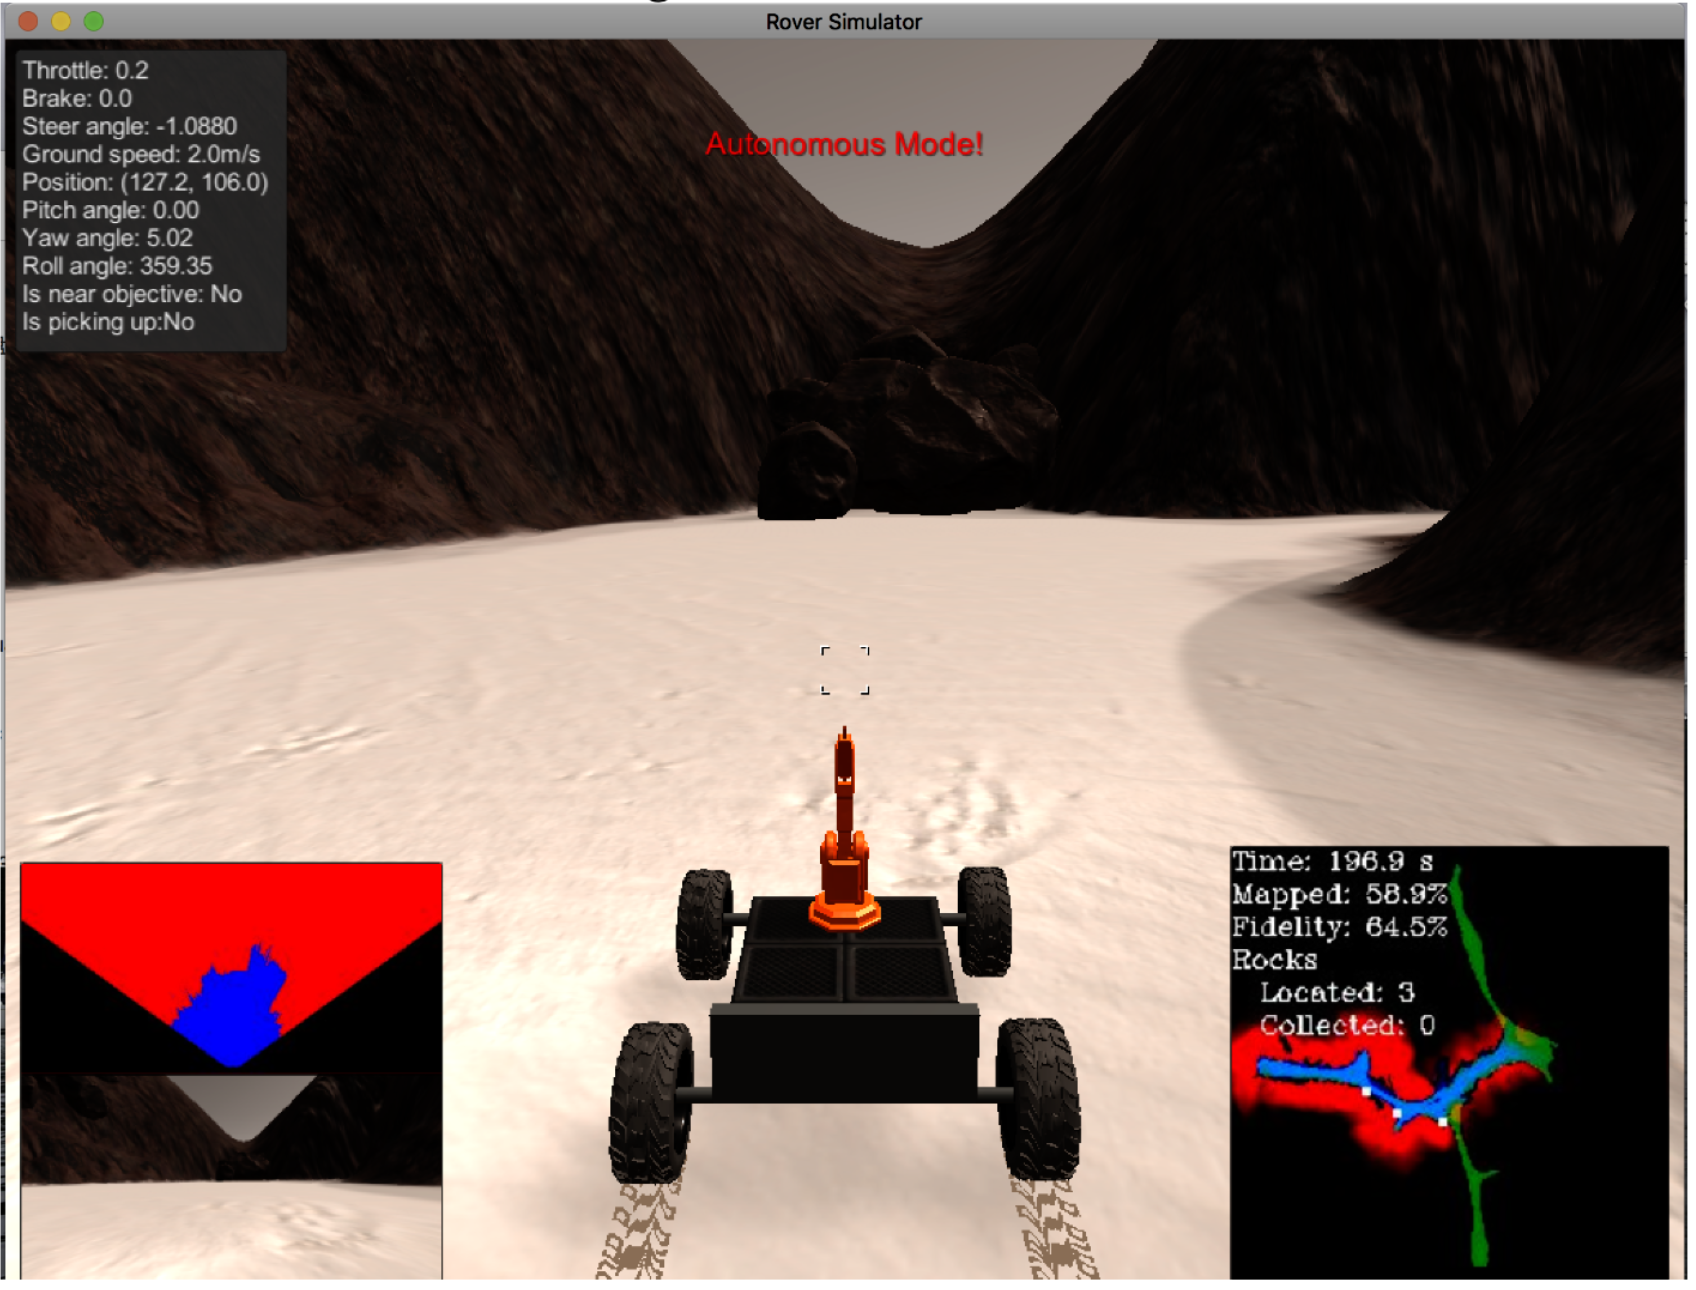 Rover Simulator
Throttle: 0.2
Brake: 0.0
Steer angle: -1.0880
Ground speed: 2.0m/s
Position: (127.2, 106.0)
Pitch angle: 0.00
Yaw angle: 5.02
Roll angle: 359.35
Is near objective: No
Is picking up:No
Autonomous Mode!
Time: 196.9 s
Mapped: 58.9%
Fidelity: 64.5%
Rocks
Located: 3
Collected: 0